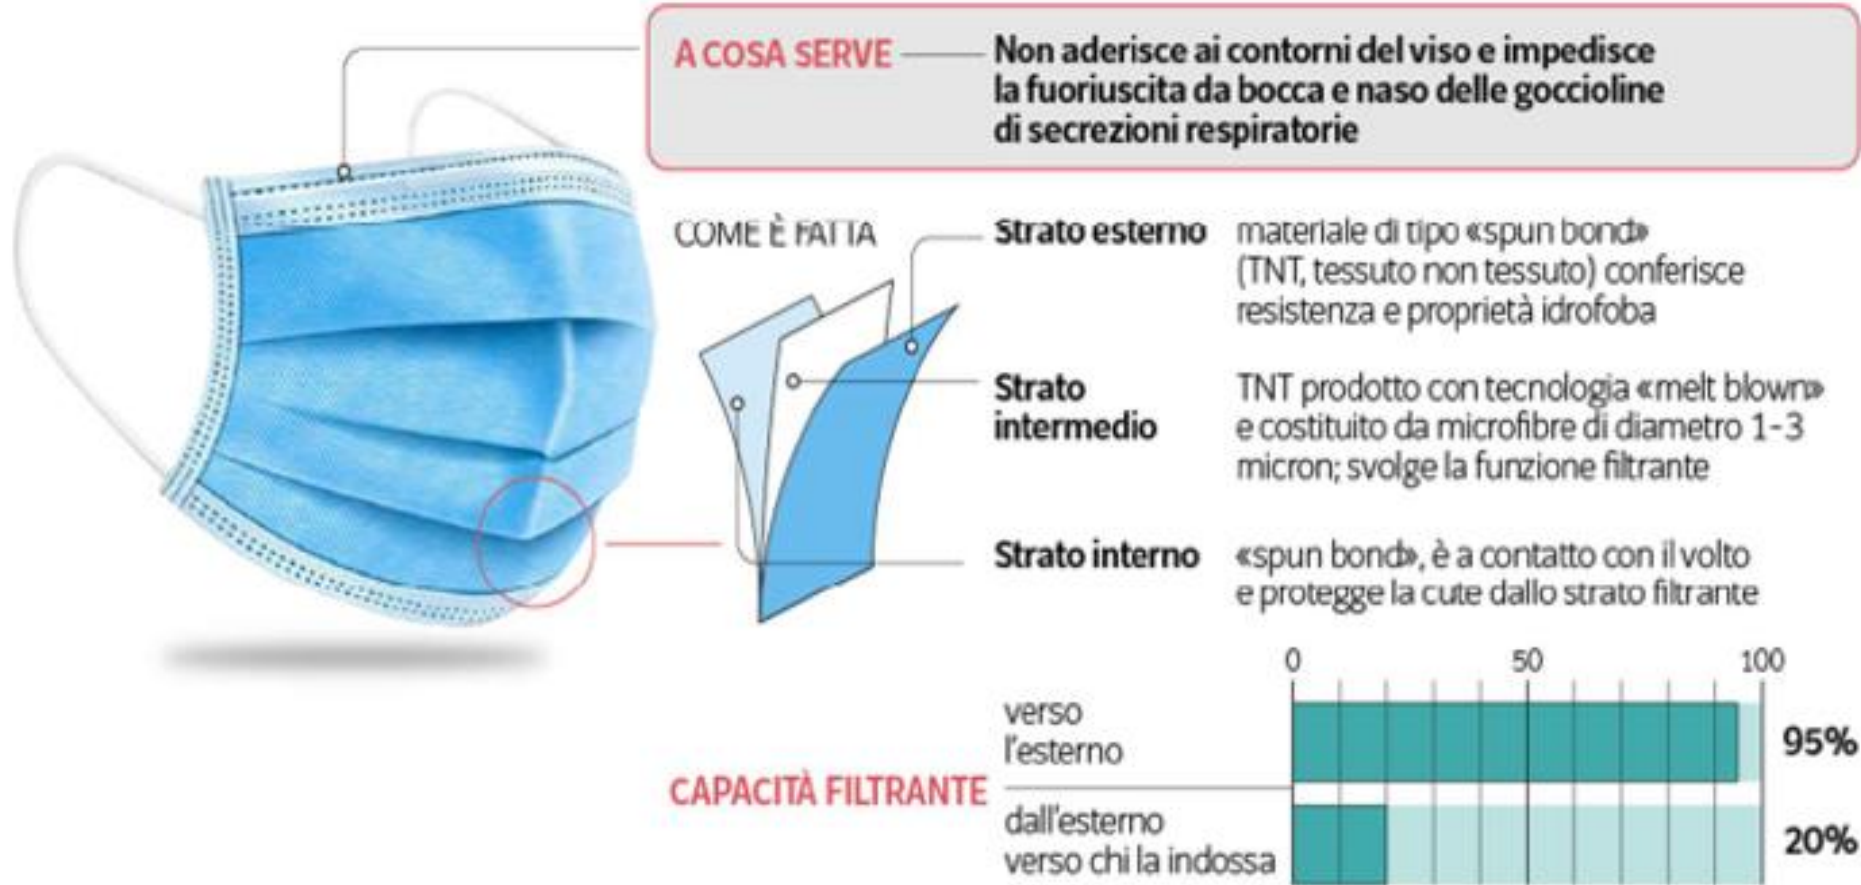 A COSA SERVE
Non aderisce ai contorni del viso e impedisce
la fuoriuscita da bocca e naso delle goccioline
di secrezioni respiratorie
COME È FATTA
Strato esterno
materiale di tipo «spun bond»
(TNT, tessuto non tessuto) conferisce
resistenza e proprietà idrofoba
Strato
intermedio
TNT prodotto con tecnologia «melt blown»
e costituito da microfibre di diametro 1-3
micron; svolge la funzione filtrante
Strato interno
«spun bond», è a contatto con il volto
e protegge la cute dallo strato filtrante
CAPACITÀ FILTRANTE
0 50 100
verso
l'esterno
95%
dall'esterno
verso chi la indossa
20%